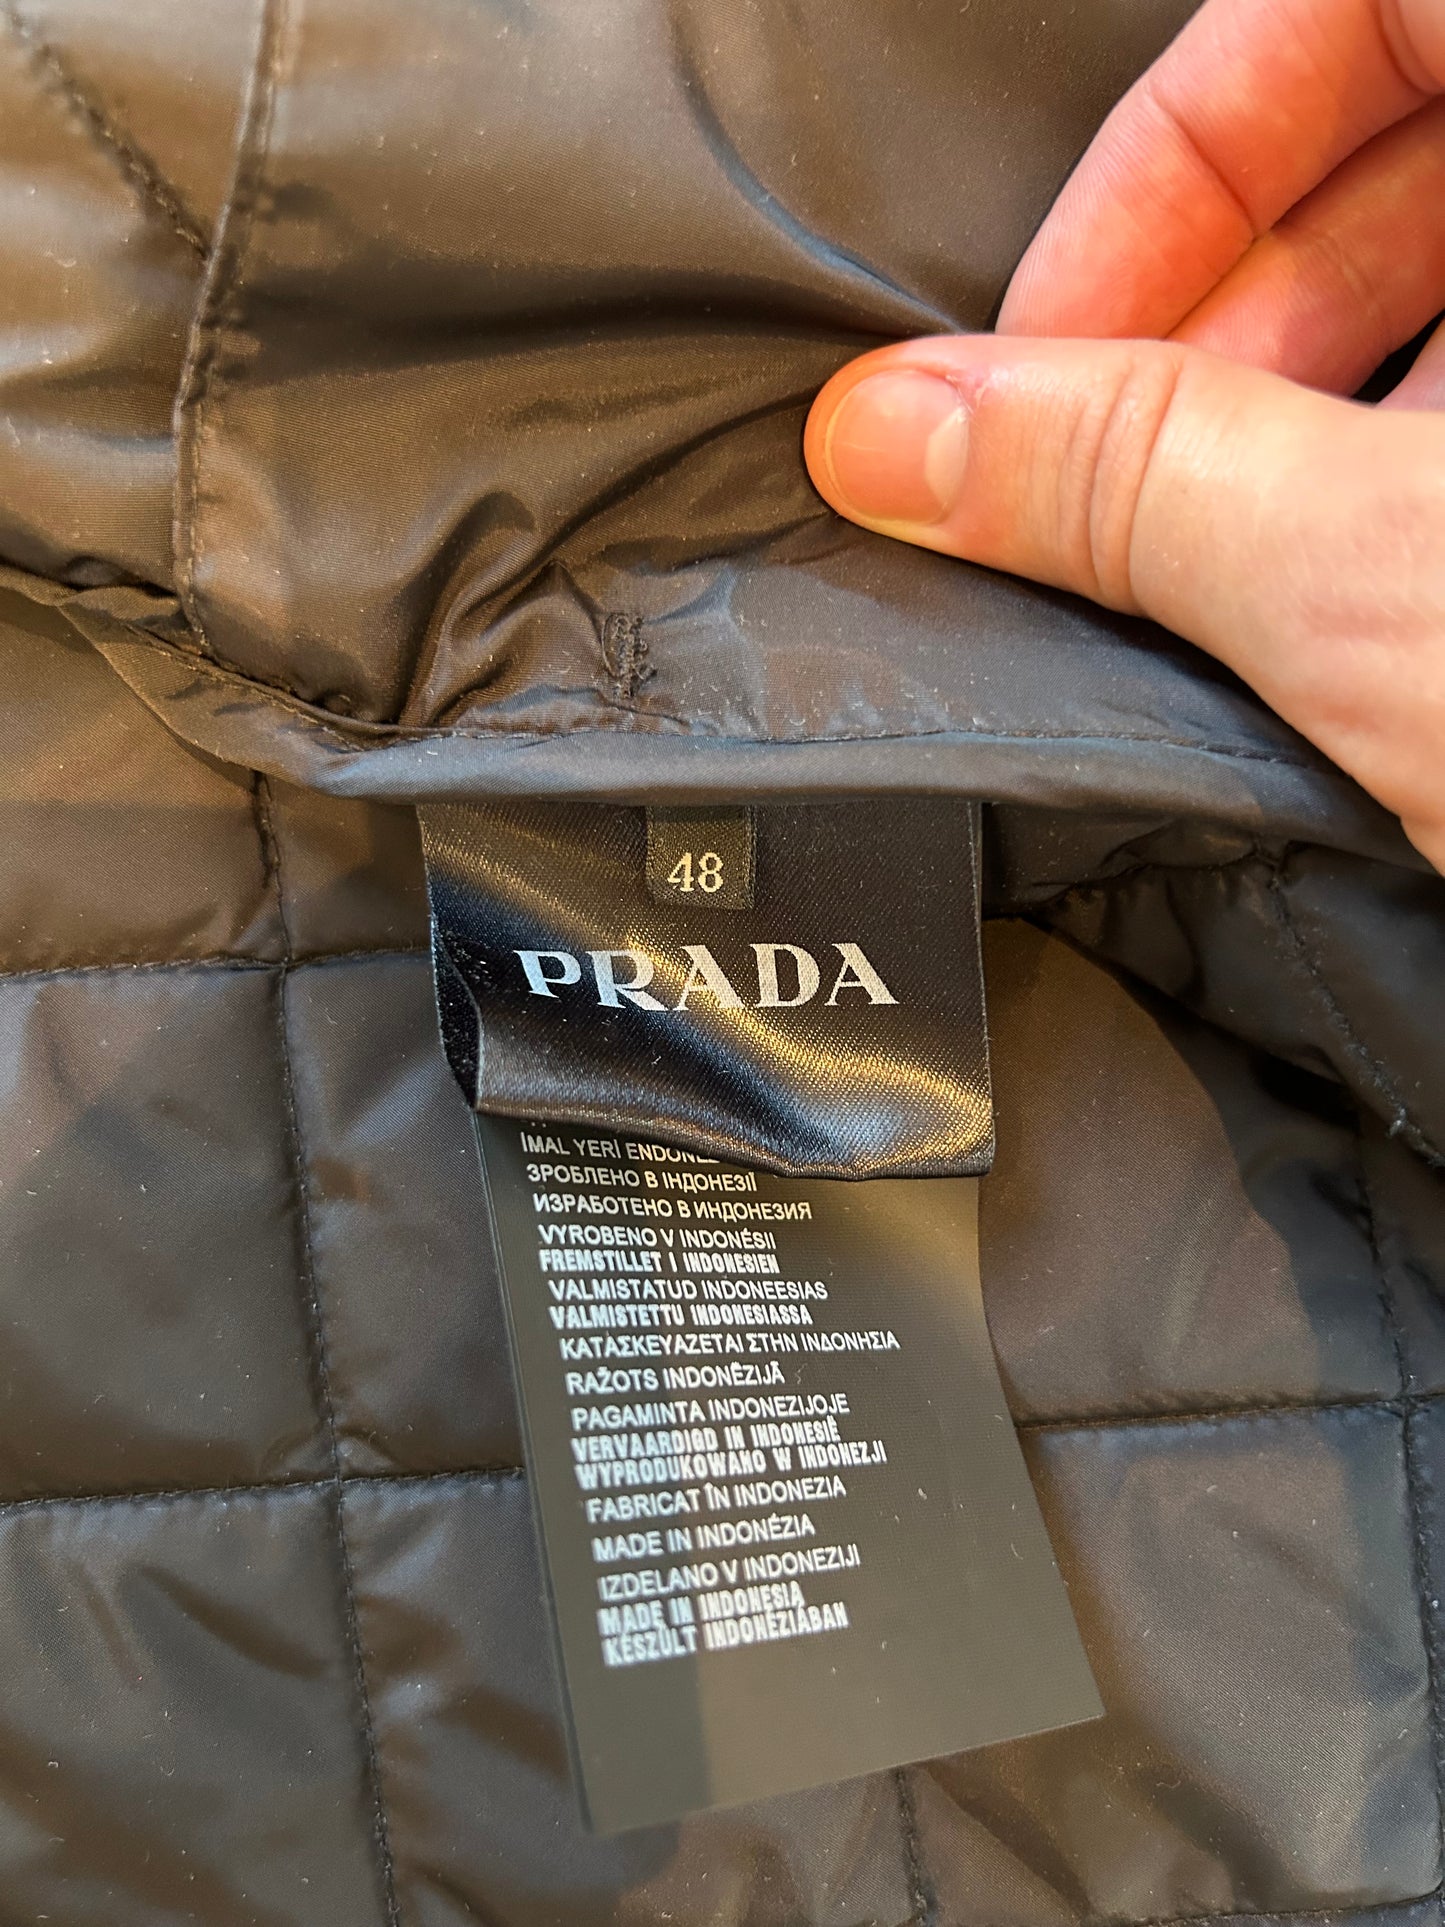 48
PRADA
İMAL YERİ
ЗРОБЛЕНО В ІНДОНЕЗІЇ
ИЗРАБОТЕНО В ИНДОНЕЗИЯ
VYROBENO V INDONÉSII
FREMSTILLET I INDONESIEN
VALMISTATUD INDONEESIAS
VALMISTETTU INDONESIASSA
ΚΑΤΑΣΚΕΥΑΖΕΤΑΙ ΣΤΗΝ ΙΝΔΟΝΗΣΙΑ
RAŽOTS INDONĒZIJĀ
PAGAMINTA INDONEZIJOJE
VERVAARDIGD IN INDONESIË
WYPRODUKOWANO W INDONEZJI
FABRICAT ÎN INDONEZIA
MADE IN INDONÉZIA
IZDELANO V INDONEZIJI
MADE IN INDONESIA
KÉSZÜLT INDONÉZIÁBAN